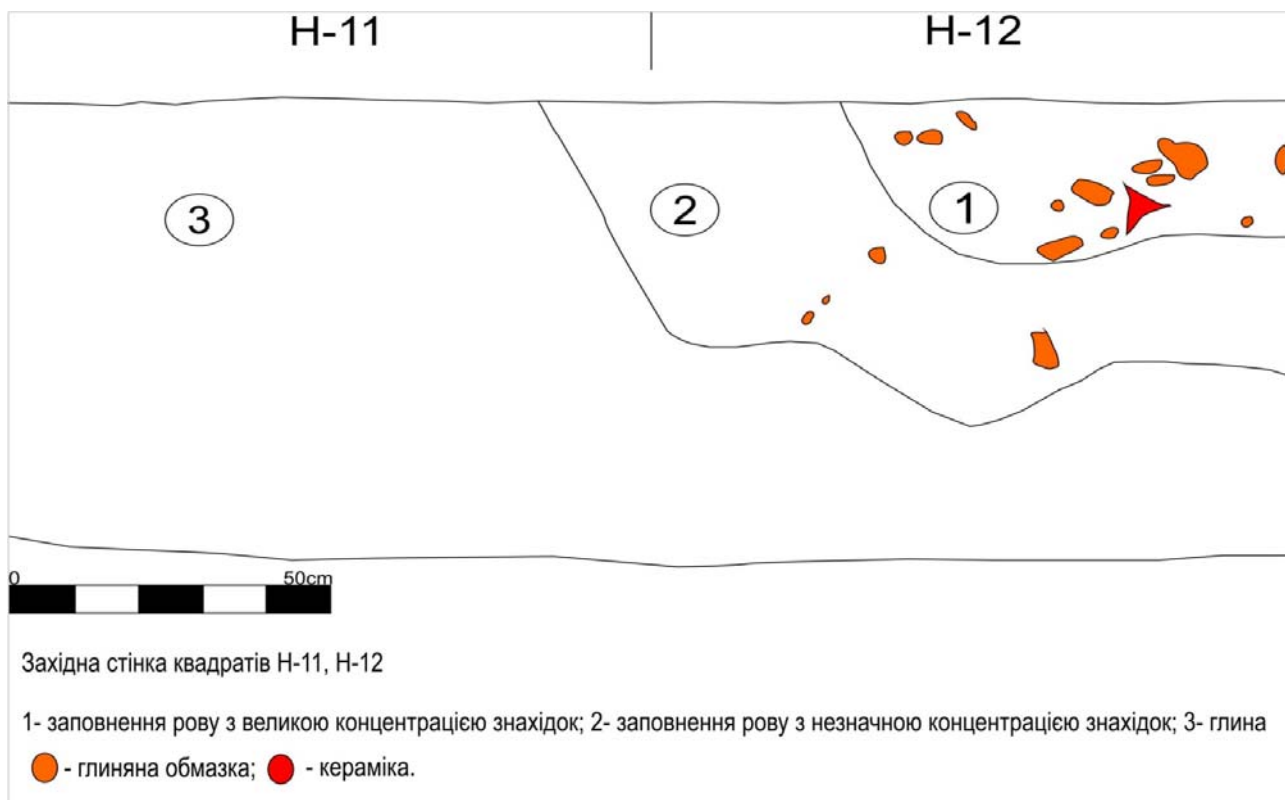 Н-11 Н-12
3 2 1
0 50cm
Західна стінка квадратів Н-11, Н-12
1- заповнення рову з великою концентрацією знахідок; 2- заповнення рову з незначною концентрацією знахідок; 3- глина
- глиняна обмазка; - кераміка.